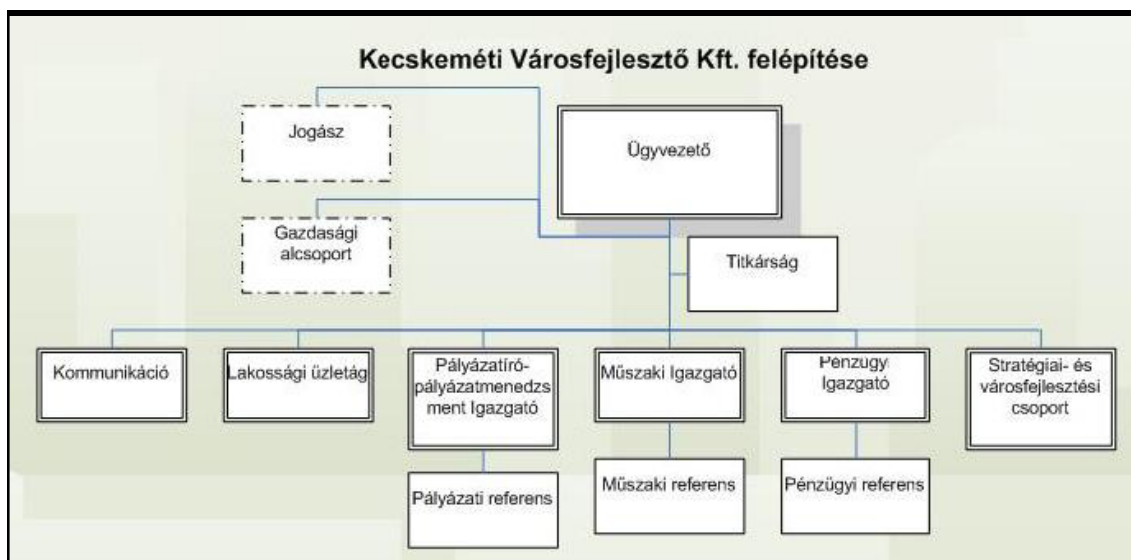 Kecskeméti Városfejlesztő Kft. felépítése
Jogász
Ügyvezető
Gazdasági
alcsoport
Titkárság
Kommunikáció
Lakossági üzletág
Pályázatíró-
pályázatmenedzs
ment Igazgató
Műszaki Igazgató
Pénzügyi
Igazgató
Stratégiai- és
városfejlesztési
csoport
Pályázati referens
Műszaki referens
Pénzügyi referens